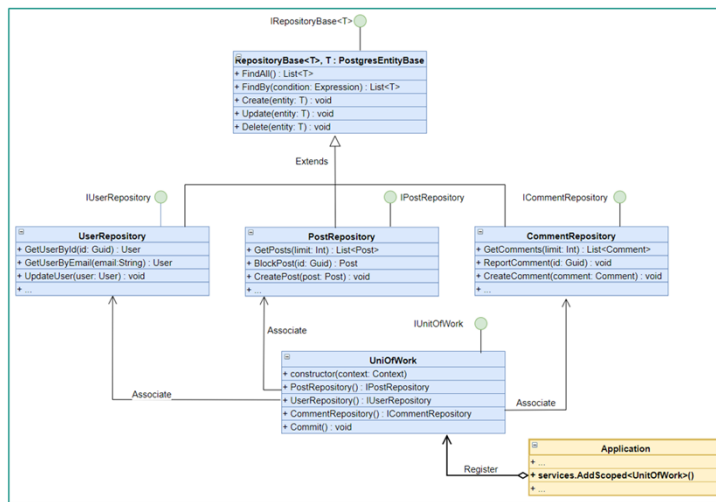 IRepositoryBase<T>
RepositoryBase<T>, T : PostgresEntityBase
+ FindAll() : List<T>
+ FindBy(condition: Expression) : List<T>
+ Create(entity: T) : void
+ Update(entity: T) : void
+ Delete(entity: T) : void
Extends
IUserRepository
IPostRepository
ICommentRepository
UserRepository
+ GetUserById(id: Guid) : User
+ GetUserByEmail(email:String) : User
+ UpdateUser(user: User) : void
+ ...
PostRepository
+ GetPosts(limit: Int) : List<Post>
+ BlockPost(id: Guid) : Post
+ CreatePost(post: Post) : void
+ ...
CommentRepository
+ GetComments(limit: Int) : List<Comment>
+ ReportComment(id: Guid) : void
+ CreateComment(comment: Comment) : void
+ ...
Associate
IUnitOfWork
UniOfWork
+ constructor(context: Context)
+ PostRepository() : IPostRepository
+ UserRepository() : IUserRepository
+ CommentRepository() : ICommentRepository
+ Commit() : void
Associate
Associate
Register
Application
+ ...
+ services.AddScoped<UnitOfWork>()
+ ...